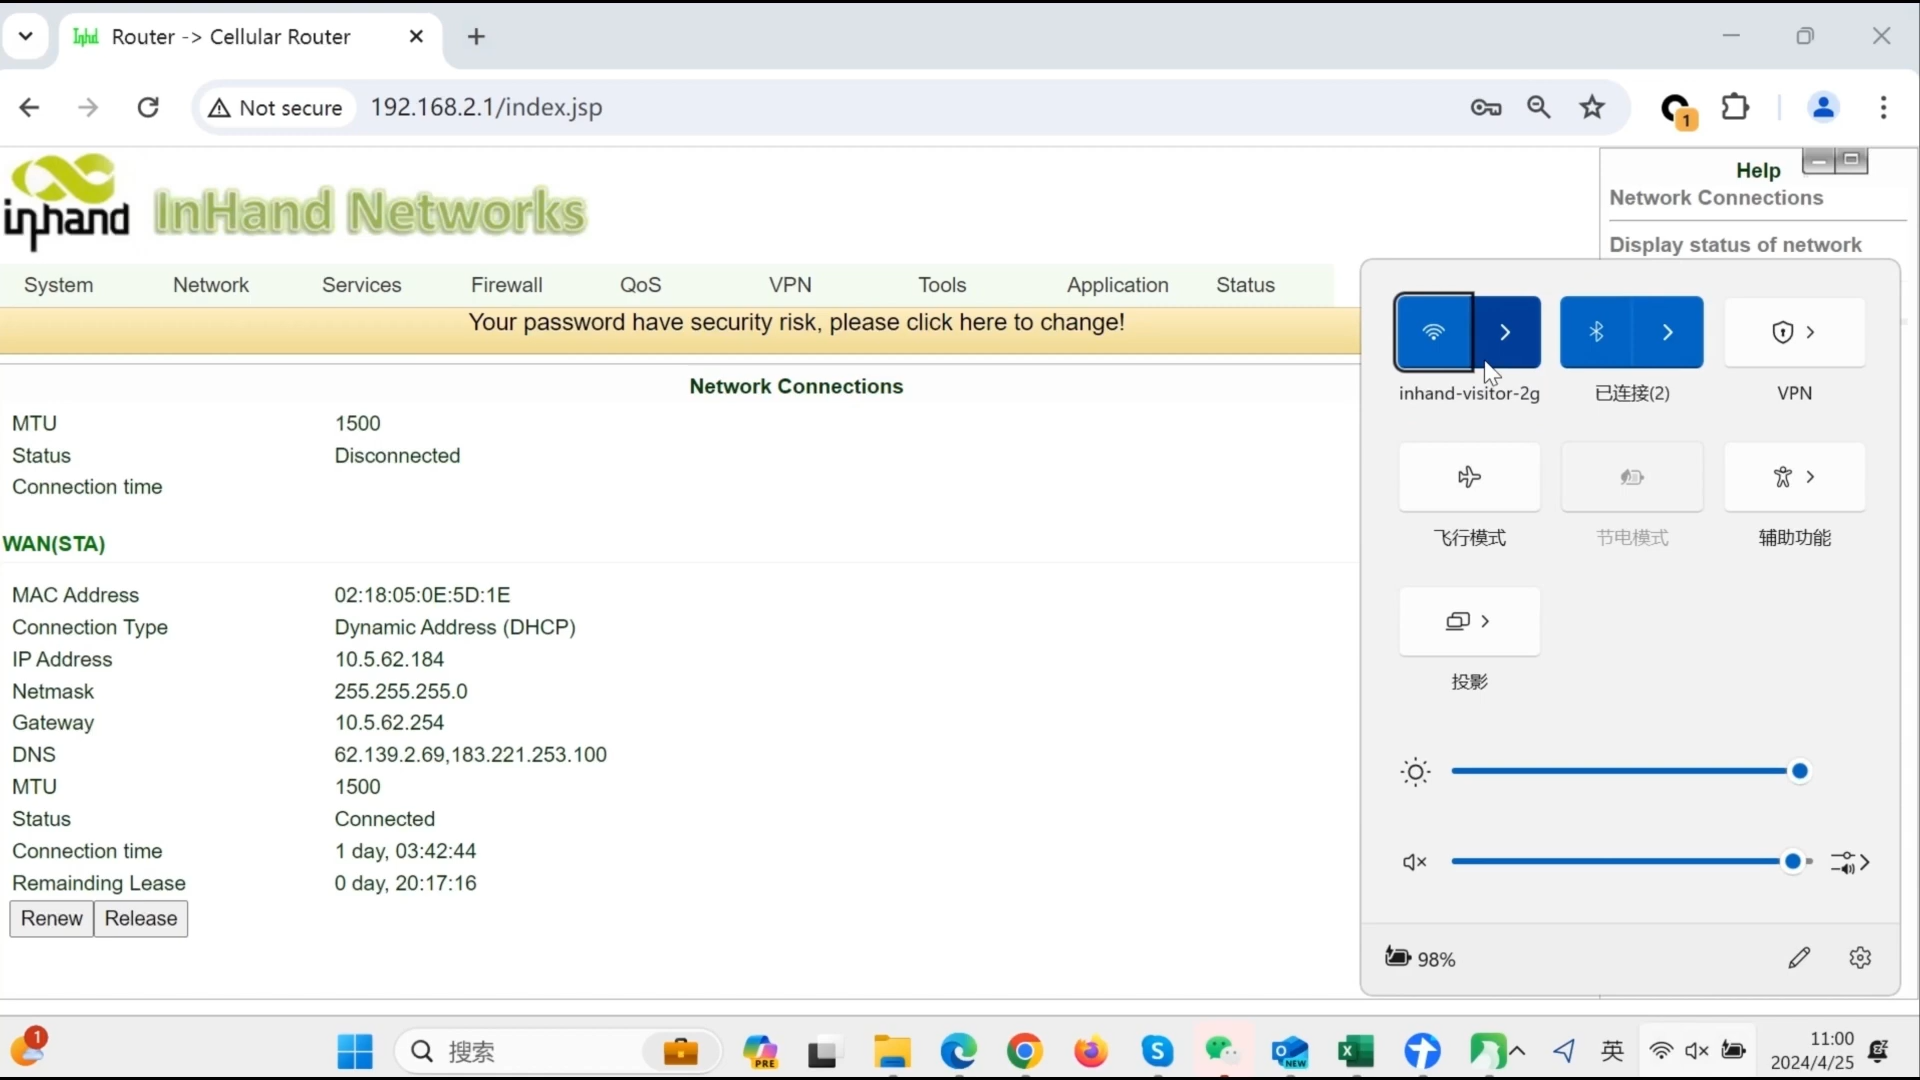 Inhd Router -> Cellular Router
Not secure 192.168.2.1/index.jsp
1
inhand InHand Networks
Help
Network Connections
Display status of network
System Network Services Firewall QoS VPN Tools Application Status
Your password have security risk, please click here to change!
Network Connections
MTU 1500
Status Disconnected
Connection time
WAN(STA)
MAC Address 02:18:05:0E:5D:1E
Connection Type Dynamic Address (DHCP)
IP Address 10.5.62.184
Netmask 255.255.255.0
Gateway 10.5.62.254
DNS 62.139.2.69,183.221.253.100
MTU 1500
Status Connected
Connection time 1 day, 03:42:44
Remainding Lease 0 day, 20:17:16
Renew Release
inhand-visitor-2g 已连接(2) VPN
飞行模式 节电模式 辅助功能
投影
98%
1
搜索
PRE
NEW
英
11:00
2024/4/25